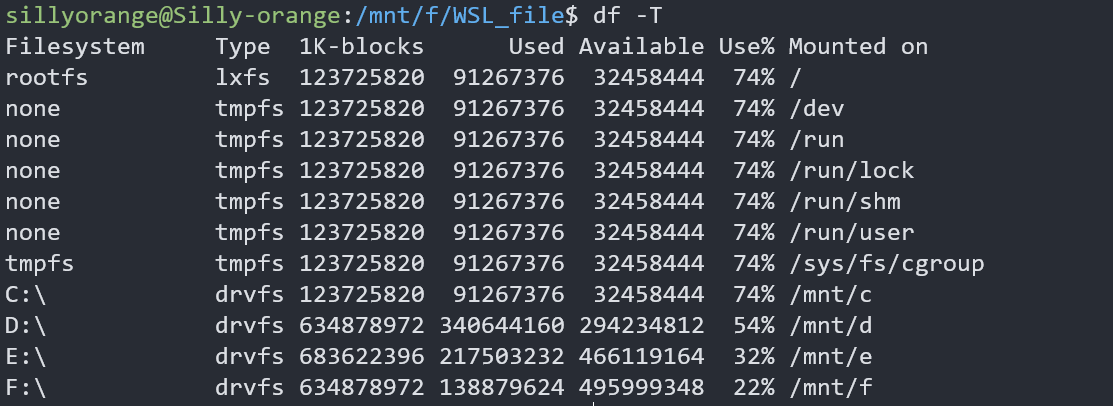 sillyorange@Silly-orange:/mnt/f/WSL_file$ df -T
Filesystem     Type  1K-blocks      Used Available Use% Mounted on
rootfs         lxfs  123725820  91267376  32458444  74% /
none           tmpfs 123725820  91267376  32458444  74% /dev
none           tmpfs 123725820  91267376  32458444  74% /run
none           tmpfs 123725820  91267376  32458444  74% /run/lock
none           tmpfs 123725820  91267376  32458444  74% /run/shm
none           tmpfs 123725820  91267376  32458444  74% /run/user
tmpfs          tmpfs 123725820  91267376  32458444  74% /sys/fs/cgroup
C:\            drvfs 123725820  91267376  32458444  74% /mnt/c
D:\            drvfs 634878972 340644160 294234812  54% /mnt/d
E:\            drvfs 683622396 217503232 466119164  32% /mnt/e
F:\            drvfs 634878972 138879624 495999348  22% /mnt/f